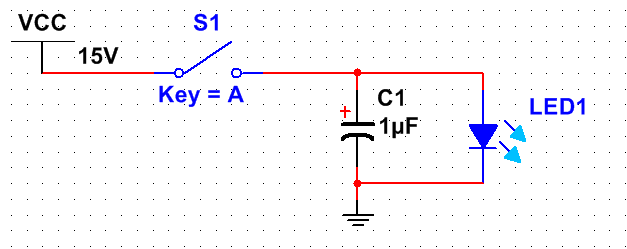 VCC
15V
S1
Key = A
+
C1
1µF
LED1